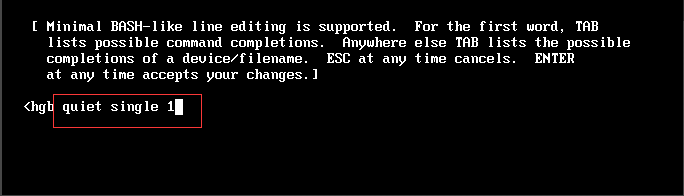 [ Minimal BASH-like line editing is supported.  For the first word, TAB
lists possible command completions.  Anywhere else TAB lists the possible
completions of a device/filename.  ESC at any time cancels.  ENTER
at any time accepts your changes.]
<hgb quiet single 1